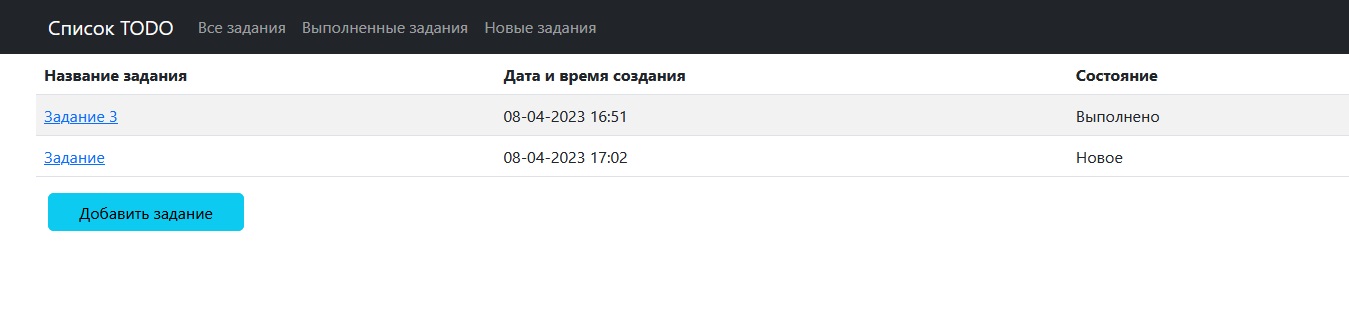 Список TODO Все задания Выполненные задания Новые задания
Название задания Дата и время создания Состояние
Задание 3 08-04-2023 16:51 Выполнено
Задание 08-04-2023 17:02 Новое
Добавить задание